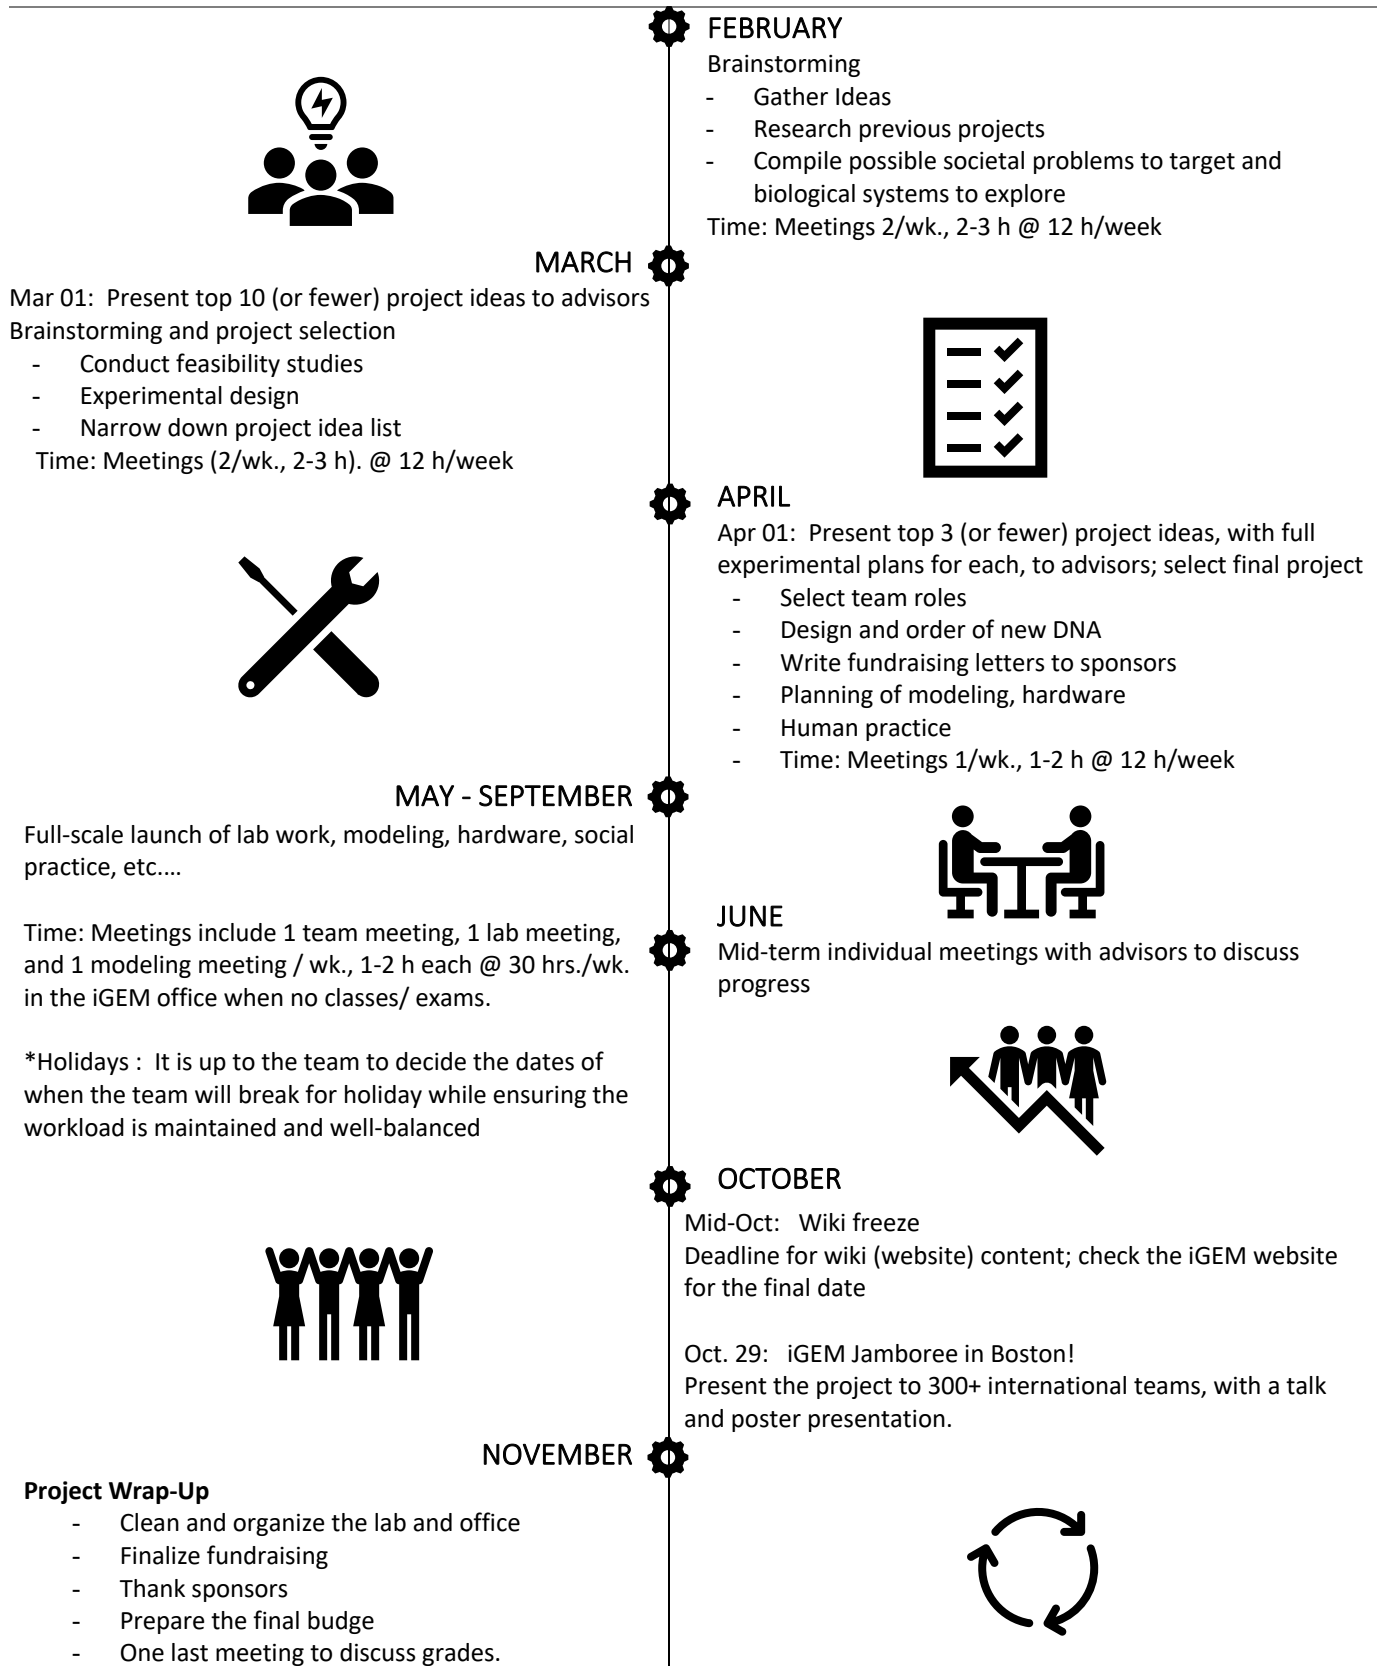 FEBRUARY
Brainstorming
- Gather Ideas
- Research previous projects
- Compile possible societal problems to target and
biological systems to explore
Time: Meetings 2/wk., 2-3 h @ 12 h/week
MARCH
Mar 01: Present top 10 (or fewer) project ideas to advisors
Brainstorming and project selection
- Conduct feasibility studies
- Experimental design
- Narrow down project idea list
Time: Meetings (2/wk., 2-3 h). @ 12 h/week
APRIL
Apr 01: Present top 3 (or fewer) project ideas, with full
experimental plans for each, to advisors; select final project
- Select team roles
- Design and order of new DNA
- Write fundraising letters to sponsors
- Planning of modeling, hardware
- Human practice
- Time: Meetings 1/wk., 1-2 h @ 12 h/week
MAY - SEPTEMBER
Full-scale launch of lab work, modeling, hardware, social
practice, etc.…
Time: Meetings include 1 team meeting, 1 lab meeting,
and 1 modeling meeting / wk., 1-2 h each @ 30 hrs./wk.
in the iGEM office when no classes/ exams.
*Holidays : It is up to the team to decide the dates of
when the team will break for holiday while ensuring the
workload is maintained and well-balanced
JUNE
Mid-term individual meetings with advisors to discuss
progress
OCTOBER
Mid-Oct: Wiki freeze
Deadline for wiki (website) content; check the iGEM website
for the final date
Oct. 29: iGEM Jamboree in Boston!
Present the project to 300+ international teams, with a talk
and poster presentation.
NOVEMBER
Project Wrap-Up
- Clean and organize the lab and office
- Finalize fundraising
- Thank sponsors
- Prepare the final budge
- One last meeting to discuss grades.